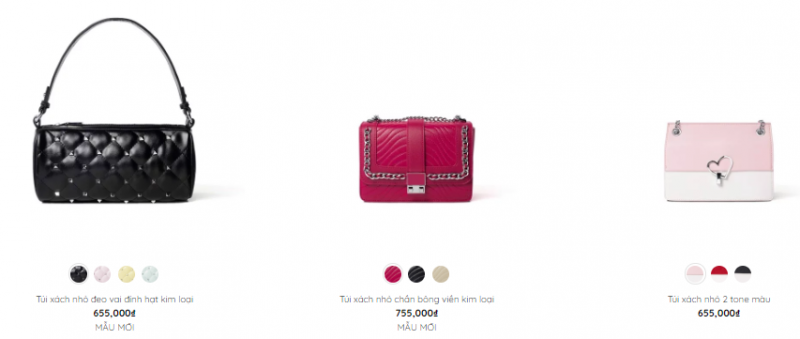 Túi xách nhỏ đeo vai đính hạt kim loại
655,000₫
MẪU MỚI
Túi xách nhỏ chần bông viền kim loại
755,000₫
MẪU MỚI
Túi xách nhỏ 2 tone màu
655,000₫